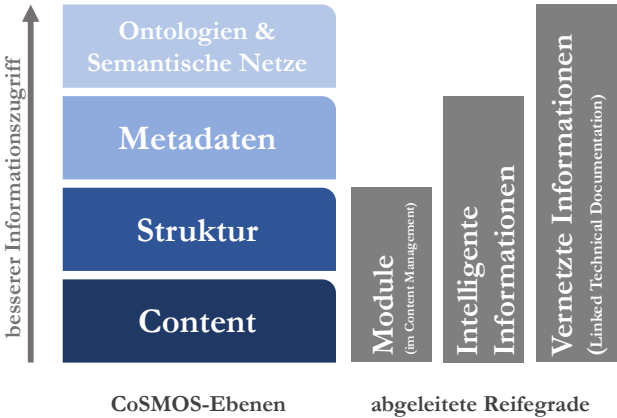 besserer Informationszugriff
Ontologien &
Semantische Netze
Metadaten
Struktur
Content
Module
(im Content Management)
Intelligente
Informationen
Vernetzte Informationen
(Linked Technical Documentation)
CoSMOS-Ebenen
abgeleitete Reifegrade